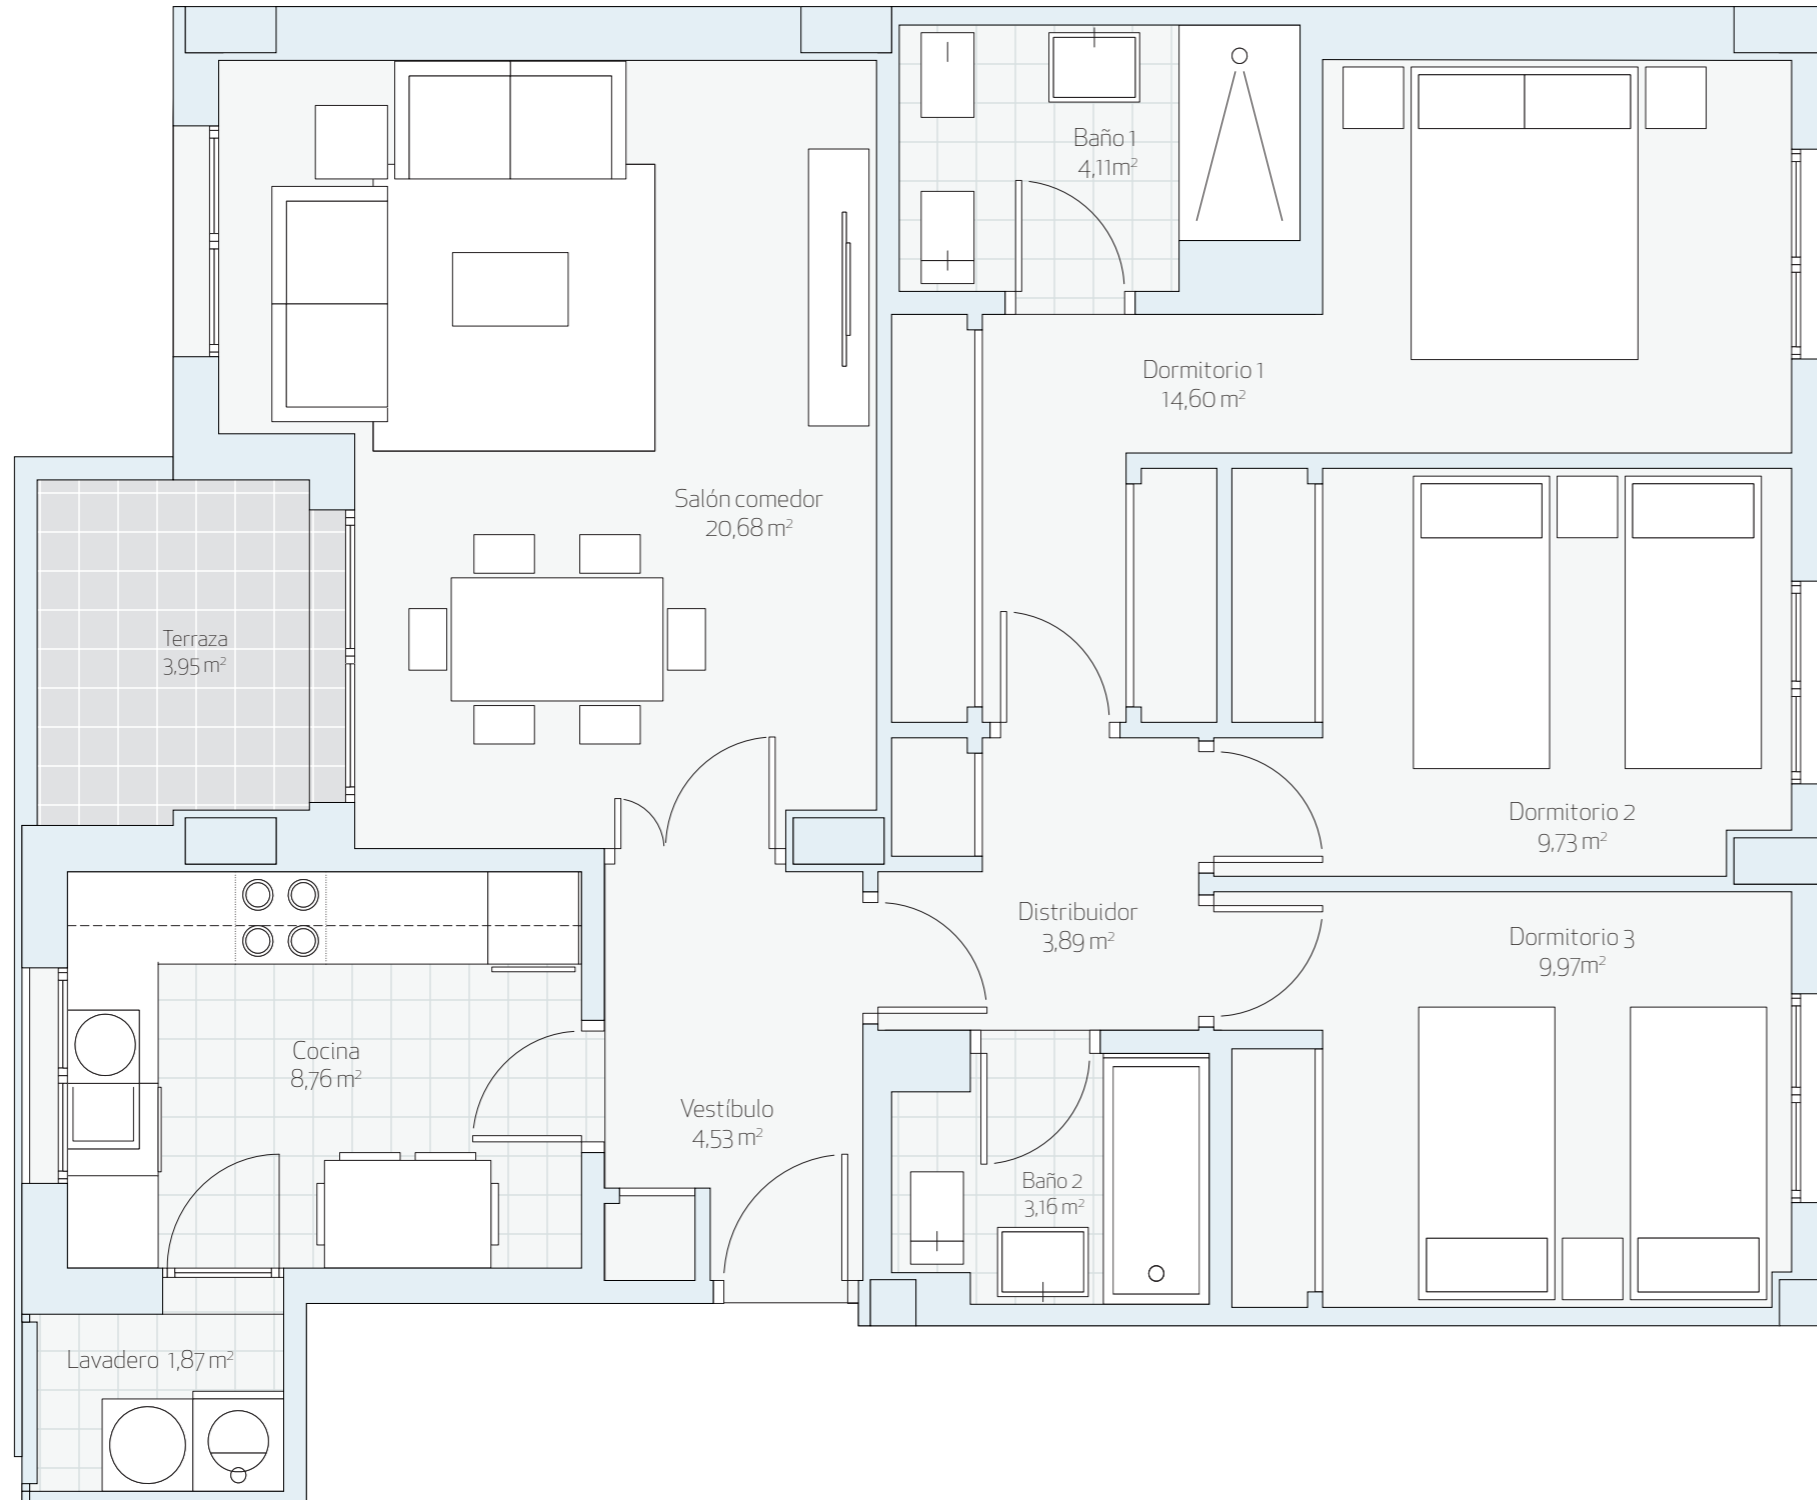 Baño 1
4,11m²
Dormitorio 1
14,60 m²
Salón comedor
20,68 m²
Terraza
3,95 m²
Dormitorio 2
9,73 m²
Distribuidor
3,89 m²
Dormitorio 3
9,97m²
Cocina
8,76 m²
Vestíbulo
4,53 m²
Baño 2
3,16 m²
Lavadero 1,87 m²